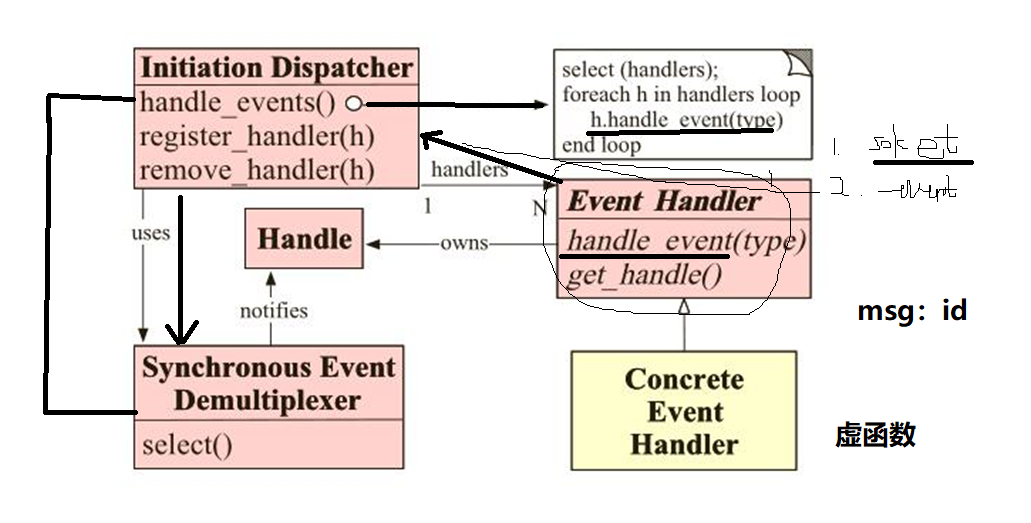 Initiation Dispatcher
handle_events()
register_handler(h)
remove_handler(h)
select (handlers);
foreach h in handlers loop
h.handle_event(type)
end loop
1.
handlers
1
N
2.
Event Handler
handle_event(type)
get_handle()
uses
Handle
owns
notifies
msg：id
Synchronous Event
Demultiplexer
select()
Concrete
Event
Handler
虚函数